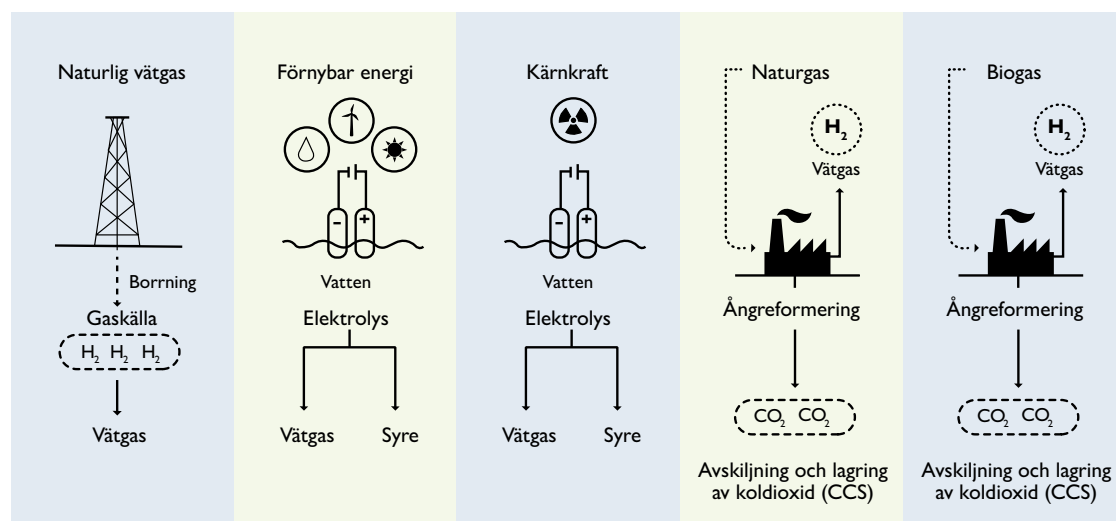 Naturlig vätgas
Borrning
Gaskälla
H₂ H₂ H₂
Vätgas
Förnybar energi
− +
Vatten
Elektrolys
Vätgas Syre
Kärnkraft
− +
Vatten
Elektrolys
Vätgas Syre
Naturgas
H₂
Vätgas
Ångreformering
CO₂ CO₂
Avskiljning och lagring
av koldioxid (CCS)
Biogas
H₂
Vätgas
Ångreformering
CO₂ CO₂
Avskiljning och lagring
av koldioxid (CCS)